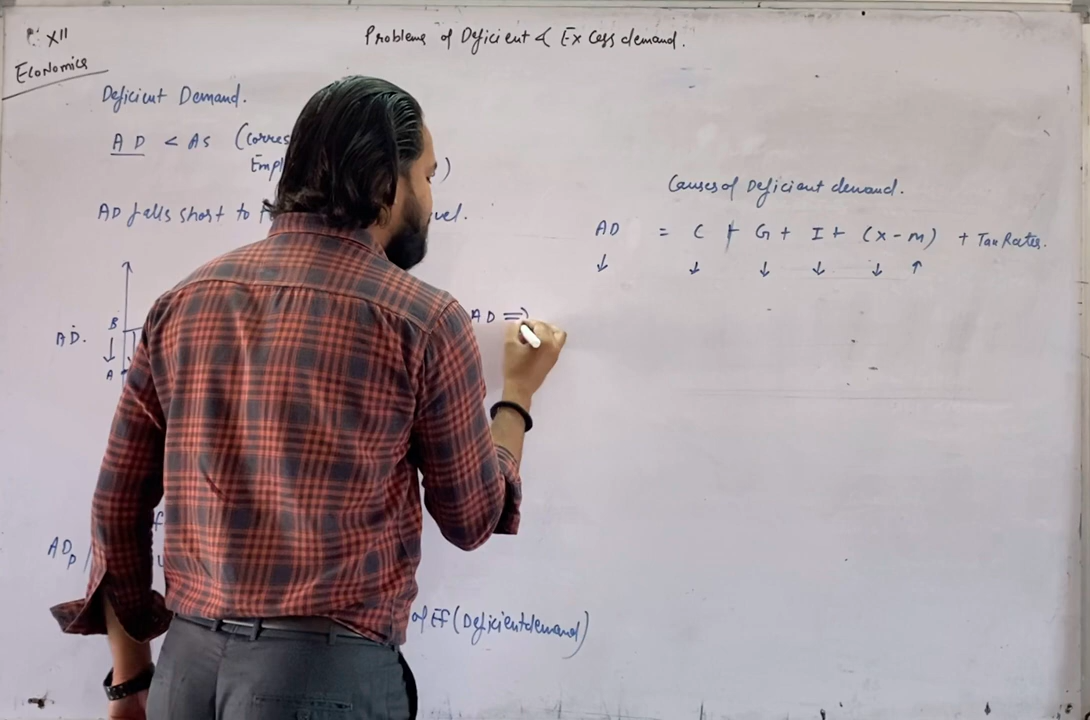 XII
Economics
Problems of Deficient & Excess demand.
Deficient Demand.
AD < AS (Corres
Empl )
AD falls short to vel.
B
AD.
A
AD =>
ADp
of EF (Deficient demand)
Causes of Deficient demand.
AD = C + G + I + (X - M) + Tax Rates.
↓ ↓ ↓ ↓ ↓ ↑